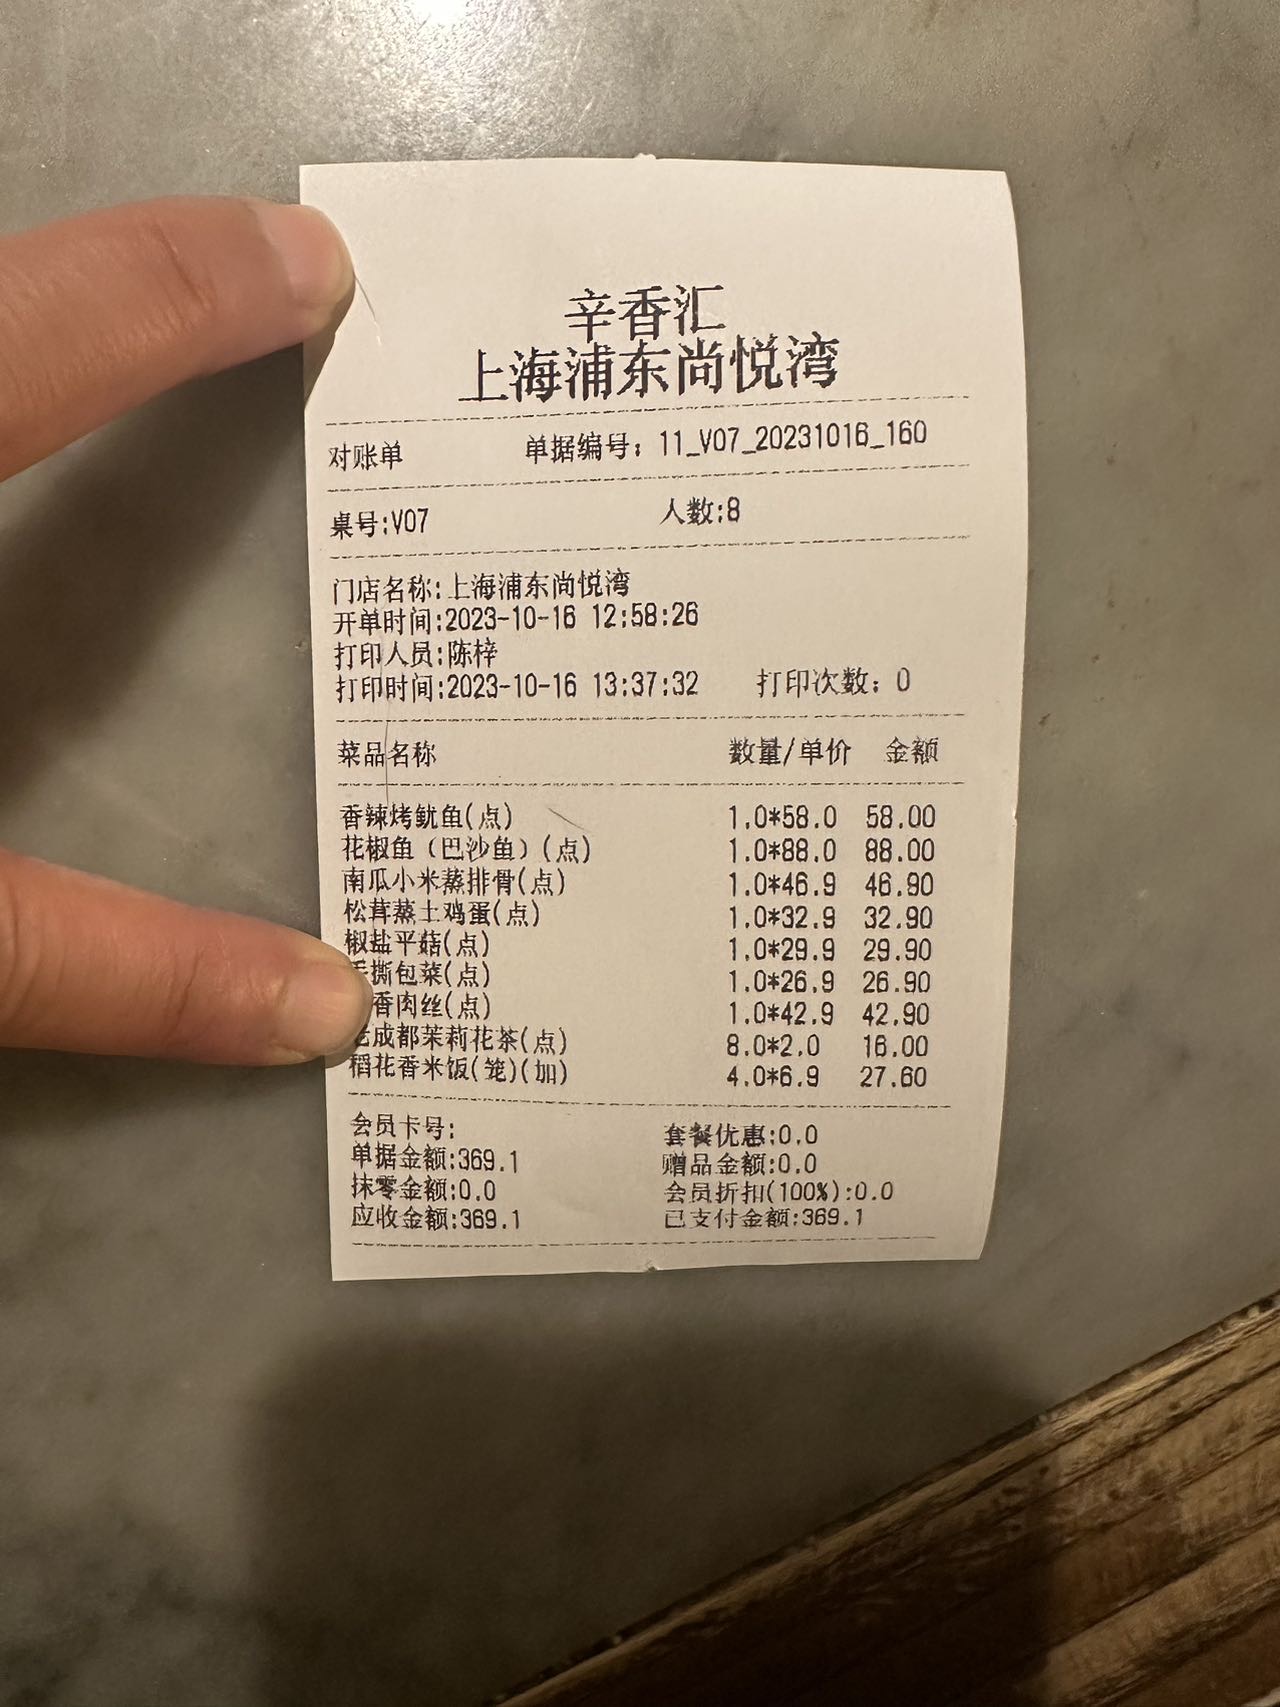 辛香汇
上海浦东尚悦湾
对账单 单据编号：11_V07_20231016_160
桌号:V07 人数:8
门店名称:上海浦东尚悦湾
开单时间:2023-10-16 12:58:26
打印人员:陈梓
打印时间:2023-10-16 13:37:32 打印次数：0
菜品名称 数量/单价 金额
香辣烤鱿鱼(点) 1.0*58.0 58.00
花椒鱼（巴沙鱼）(点) 1.0*88.0 88.00
南瓜小米蒸排骨(点) 1.0*46.9 46.90
松茸蒸土鸡蛋(点) 1.0*32.9 32.90
椒盐平菇(点) 1.0*29.9 29.90
手撕包菜(点) 1.0*26.9 26.90
香肉丝(点) 1.0*42.9 42.90
老成都茉莉花茶(点) 8.0*2.0 16.00
稻花香米饭(笼)(加) 4.0*6.9 27.60
会员卡号: 套餐优惠:0.0
单据金额:369.1 赠品金额:0.0
抹零金额:0.0 会员折扣(100%):0.0
应收金额:369.1 已支付金额:369.1